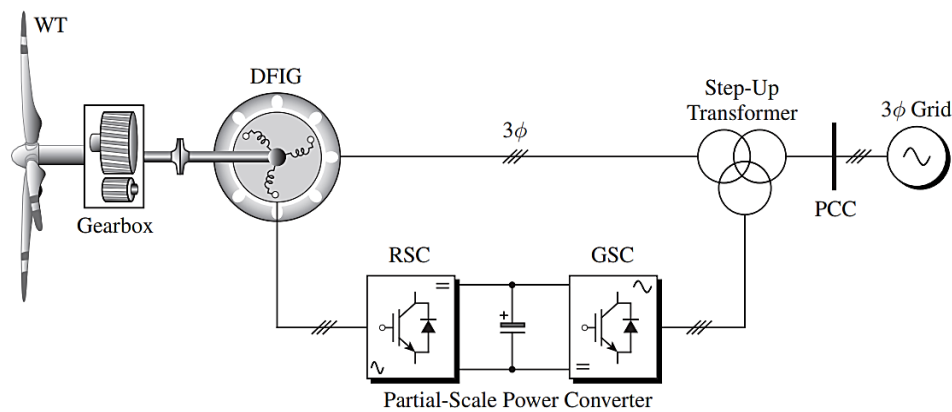 WT
DFIG
Step-Up
Transformer
3ϕ
3ϕ Grid
Gearbox
PCC
RSC
GSC
+
Partial-Scale Power Converter